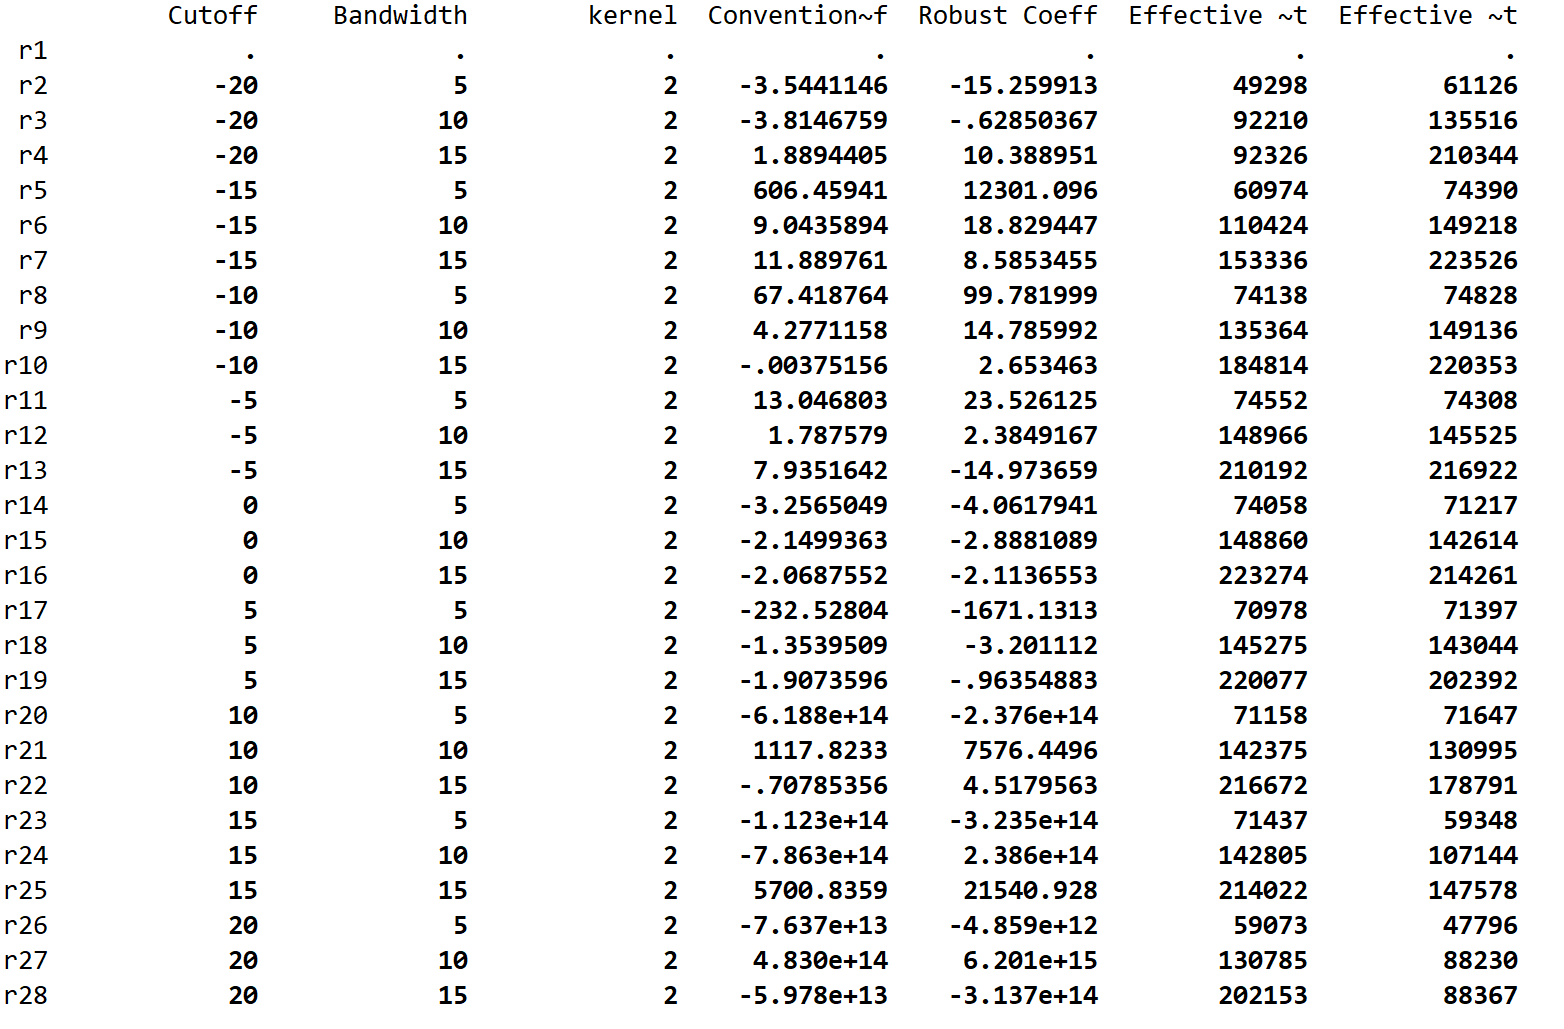 Cutoff Bandwidth kernel Convention~f Robust Coeff Effective ~t Effective ~t
r1 . . . . . . .
r2 -20 5 2 -3.5441146 -15.259913 49298 61126
r3 -20 10 2 -3.8146759 -.62850367 92210 135516
r4 -20 15 2 1.8894405 10.388951 92326 210344
r5 -15 5 2 606.45941 12301.096 60974 74390
r6 -15 10 2 9.0435894 18.829447 110424 149218
r7 -15 15 2 11.889761 8.5853455 153336 223526
r8 -10 5 2 67.418764 99.781999 74138 74828
r9 -10 10 2 4.2771158 14.785992 135364 149136
r10 -10 15 2 -.00375156 2.653463 184814 220353
r11 -5 5 2 13.046803 23.526125 74552 74308
r12 -5 10 2 1.787579 2.3849167 148966 145525
r13 -5 15 2 7.9351642 -14.973659 210192 216922
r14 0 5 2 -3.2565049 -4.0617941 74058 71217
r15 0 10 2 -2.1499363 -2.8881089 148860 142614
r16 0 15 2 -2.0687552 -2.1136553 223274 214261
r17 5 5 2 -232.52804 -1671.1313 70978 71397
r18 5 10 2 -1.3539509 -3.201112 145275 143044
r19 5 15 2 -1.9073596 -.96354883 220077 202392
r20 10 5 2 -6.188e+14 -2.376e+14 71158 71647
r21 10 10 2 1117.8233 7576.4496 142375 130995
r22 10 15 2 -.70785356 4.5179563 216672 178791
r23 15 5 2 -1.123e+14 -3.235e+14 71437 59348
r24 15 10 2 -7.863e+14 2.386e+14 142805 107144
r25 15 15 2 5700.8359 21540.928 214022 147578
r26 20 5 2 -7.637e+13 -4.859e+12 59073 47796
r27 20 10 2 4.830e+14 6.201e+15 130785 88230
r28 20 15 2 -5.978e+13 -3.137e+14 202153 88367